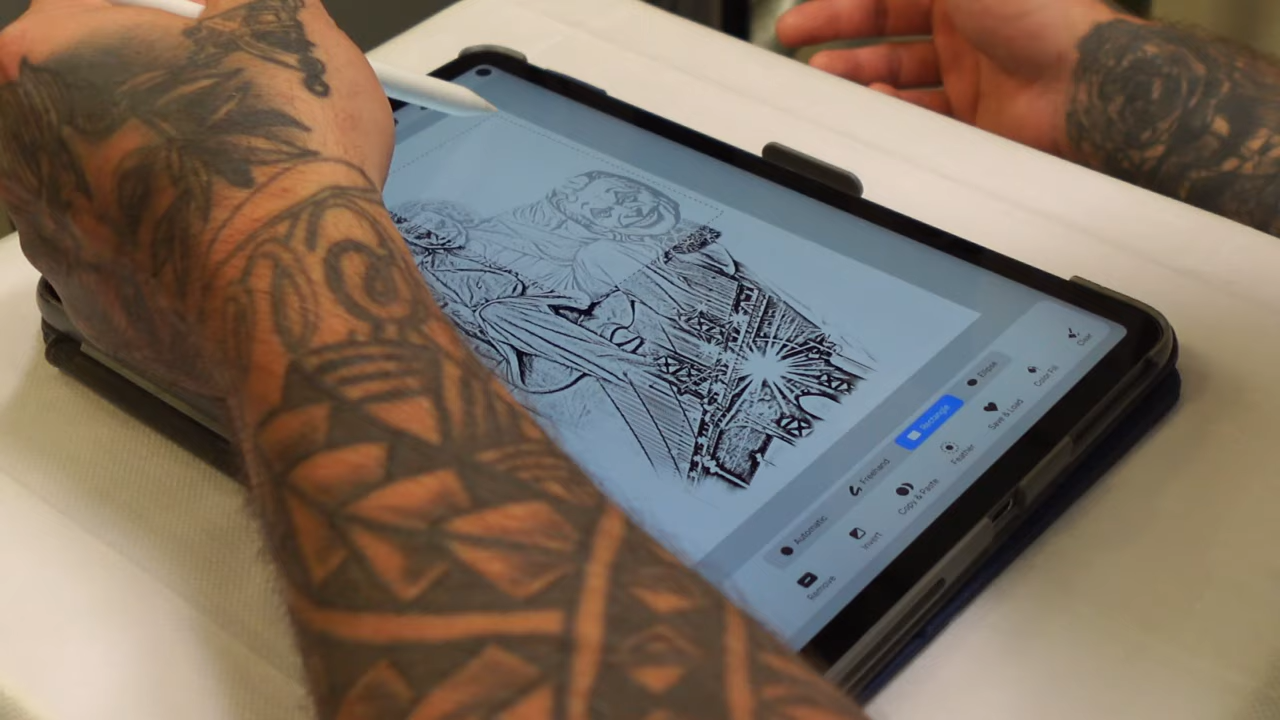 Automatic
Freehand
Rectangle
Ellipse
Remove
Invert
Copy & Paste
Feather
Save & Load
Color Fill
Clear